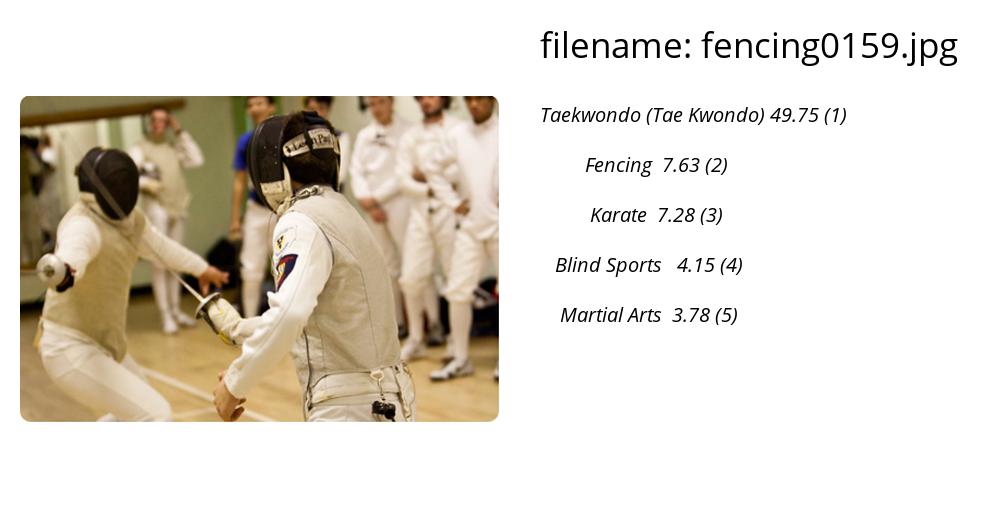 filename: fencing0159.jpg
Taekwondo (Tae Kwondo) 49.75 (1)
Fencing 7.63 (2)
Karate 7.28 (3)
Blind Sports 4.15 (4)
Martial Arts 3.78 (5)